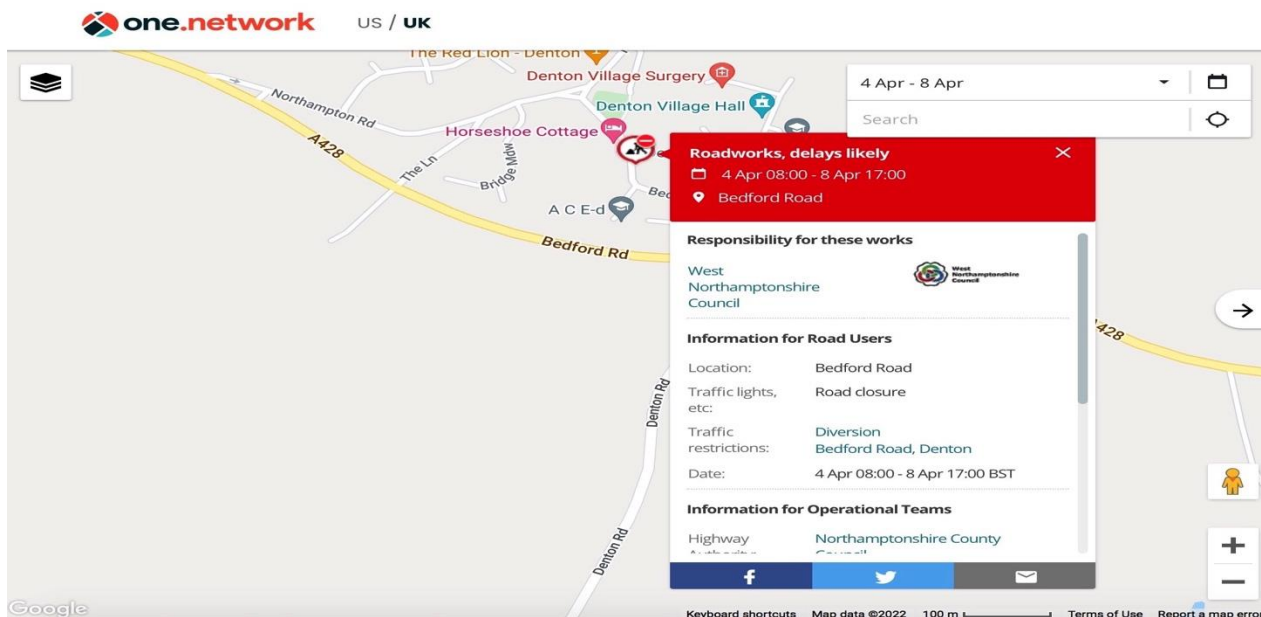 one.network US / UK
The Red Lion - Denton
Denton Village Surgery
Denton Village Hall
Horseshoe Cottage
Northampton Rd
A428
The Ln
Bridge Mdw
A C E-d
Bedford Rd
Denton Rd
Denton Rd
A428
4 Apr - 8 Apr
Search
Roadworks, delays likely
4 Apr 08:00 - 8 Apr 17:00
Bedford Road
Responsibility for these works
West
Northamptonshire
Council
West
Northamptonshire
Council
Information for Road Users
Location: Bedford Road
Traffic lights, Road closure
etc:
Traffic Diversion
restrictions: Bedford Road, Denton
Date: 4 Apr 08:00 - 8 Apr 17:00 BST
Information for Operational Teams
Highway Northamptonshire County
Google
Keyboard shortcuts Map data ©2022 100 m Terms of Use Report a map error